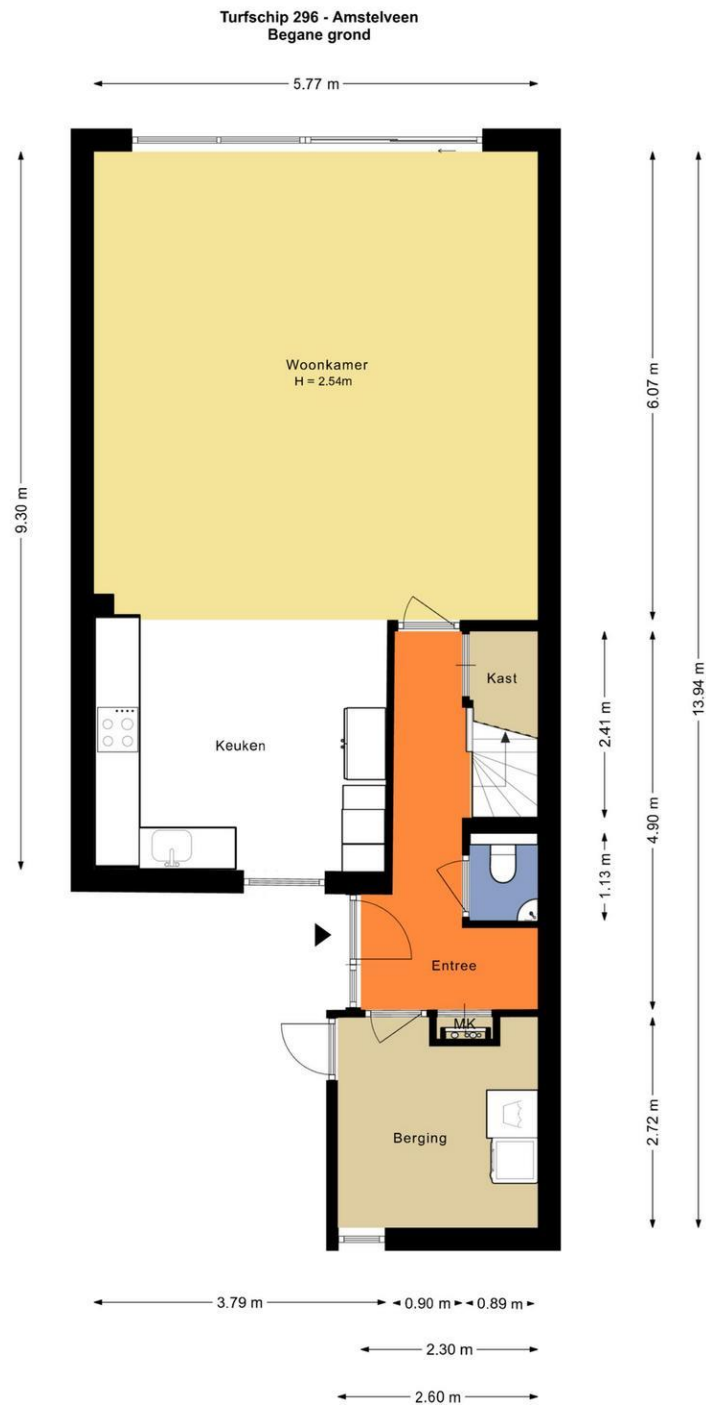 Turfschip 296 - Amstelveen
Begane grond
5.77 m
Woonkamer
H = 2.54m
6.07 m
9.30 m
13.94 m
Kast
2.41 m
Keuken
4.90 m
1.13 m
Entree
MK
2.72 m
Berging
3.79 m
0.90 m
0.89 m
2.30 m
2.60 m